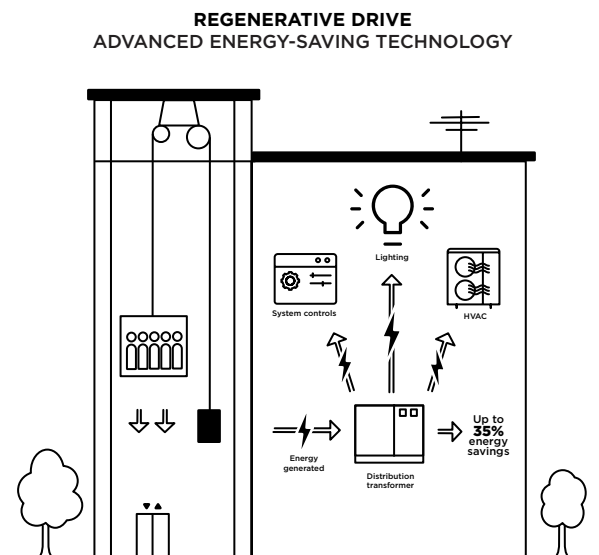 REGENERATIVE DRIVE
ADVANCED ENERGY-SAVING TECHNOLOGY
Lighting
System controls
HVAC
Up to
35%
energy
savings
Energy
generated
Distribution
transformer